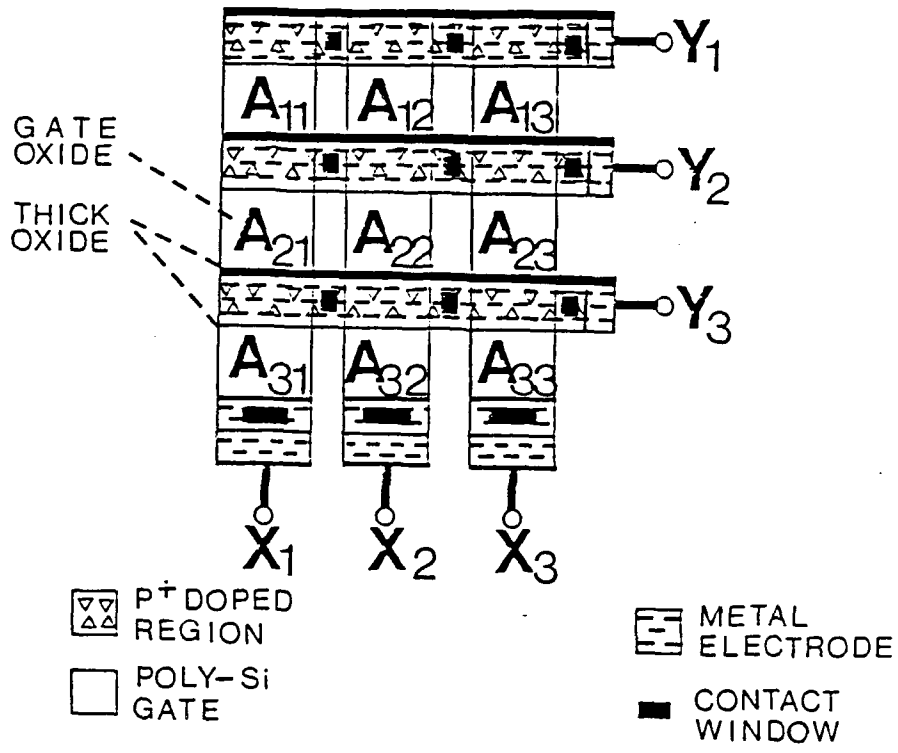 Y1
A11 A12 A13
GATE
OXIDE
Y2
THICK
OXIDE
A21 A22 A23
Y3
A31 A32 A33
X1 X2 X3
P+ DOPED
REGION
METAL
ELECTRODE
POLY-Si
GATE
CONTACT
WINDOW